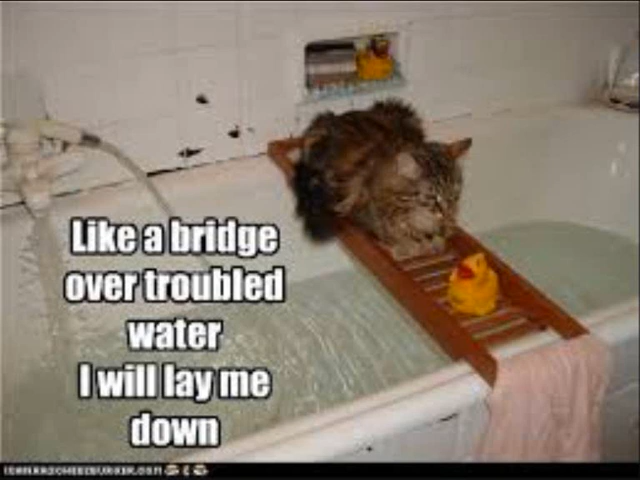 Like a bridge
over troubled
water
I will lay me
down